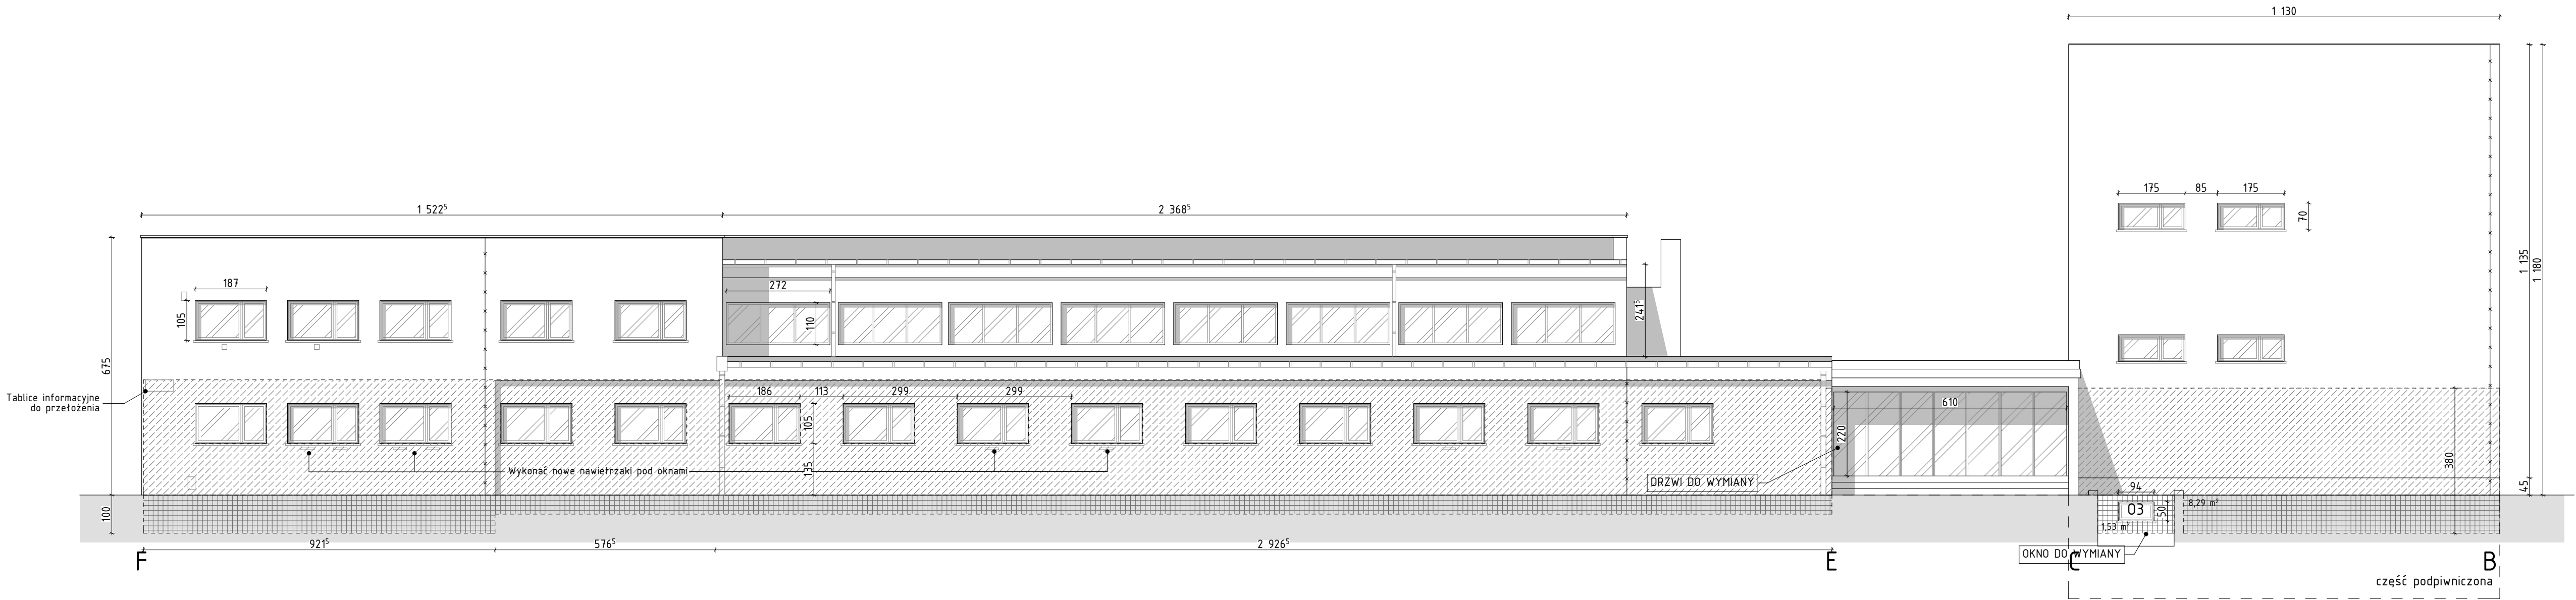 1 130
1 522⁵
2 368⁵
175
85
175
70
1 135
1 180
187
105
272
110
241⁵
675
Tablice informacyjne
do przełożenia
186
113
299
299
105
135
610
220
380
Wykonać nowe nawietrzaki pod oknami
DRZWI DO WYMIANY
45
94
8,29 m²
O3
50
1,53 m²
100
921⁵
576⁵
2 926⁵
OKNO DO WYMIANY
F
E
C
B
część podpiwniczona